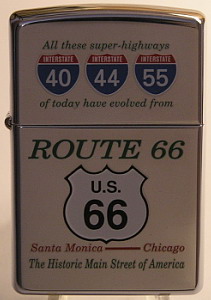 All these super-highways
INTERSTATE INTERSTATE INTERSTATE
40 44 55
of today have evolved from
ROUTE 66
U.S.
66
Santa Monica Chicago
The Historic Main Street of America